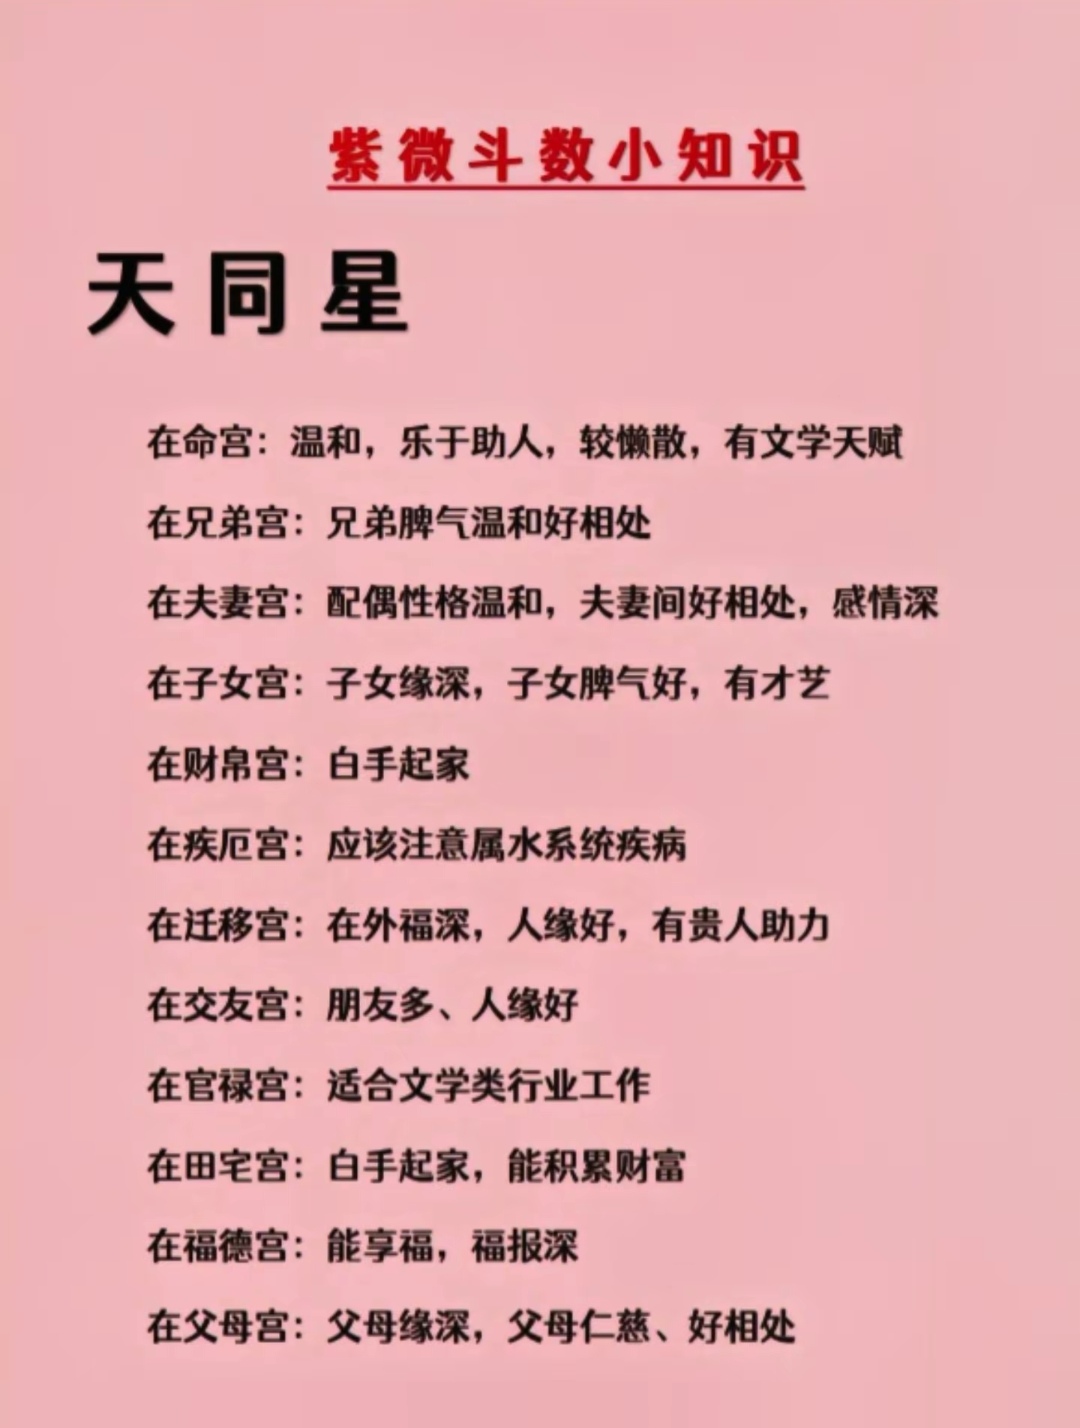 紫微斗数小知识
天同星
在命宫：温和，乐于助人，较懒散，有文学天赋
在兄弟宫：兄弟脾气温和好相处
在夫妻宫：配偶性格温和，夫妻间好相处，感情深
在子女宫：子女缘深，子女脾气好，有才艺
在财帛宫：白手起家
在疾厄宫：应该注意属水系统疾病
在迁移宫：在外福深，人缘好，有贵人助力
在交友宫：朋友多、人缘好
在官禄宫：适合文学类行业工作
在田宅宫：白手起家，能积累财富
在福德宫：能享福，福报深
在父母宫：父母缘深，父母仁慈、好相处